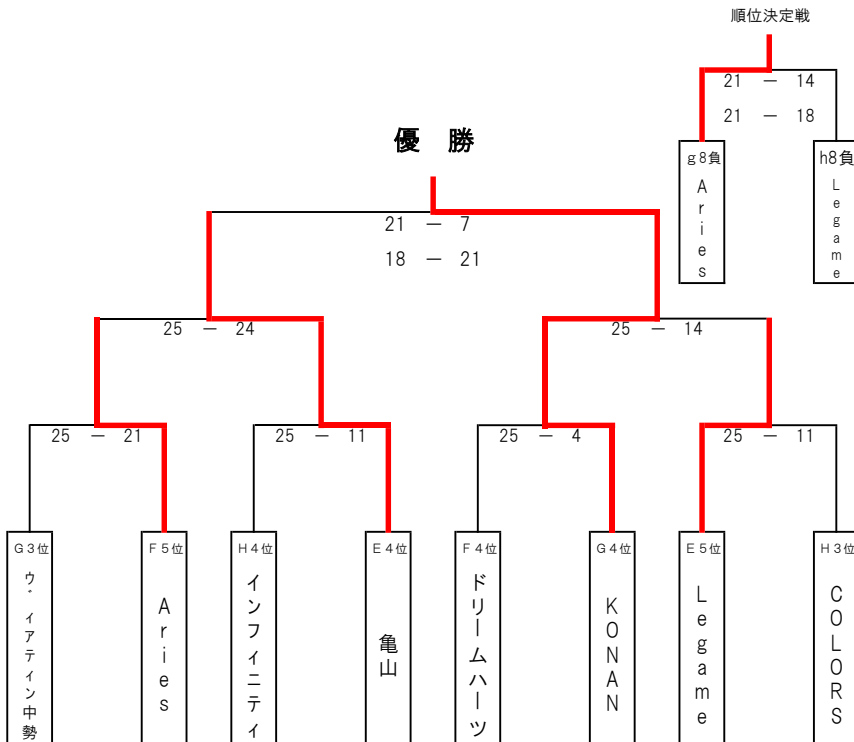 順位決定戦
21 － 14
21 － 18
g8負
Aries
h8負
Legame
優 勝
21 － 7
18 － 21
25 － 24
25 － 14
25 － 21
25 － 11
25 － 4
25 － 11
G3位
ヴィアティン中勢
F5位
Aries
H4位
インフィニティ
E4位
亀山
F4位
ドリームハーツ
G4位
KONAN
E5位
Legame
H3位
COLORS